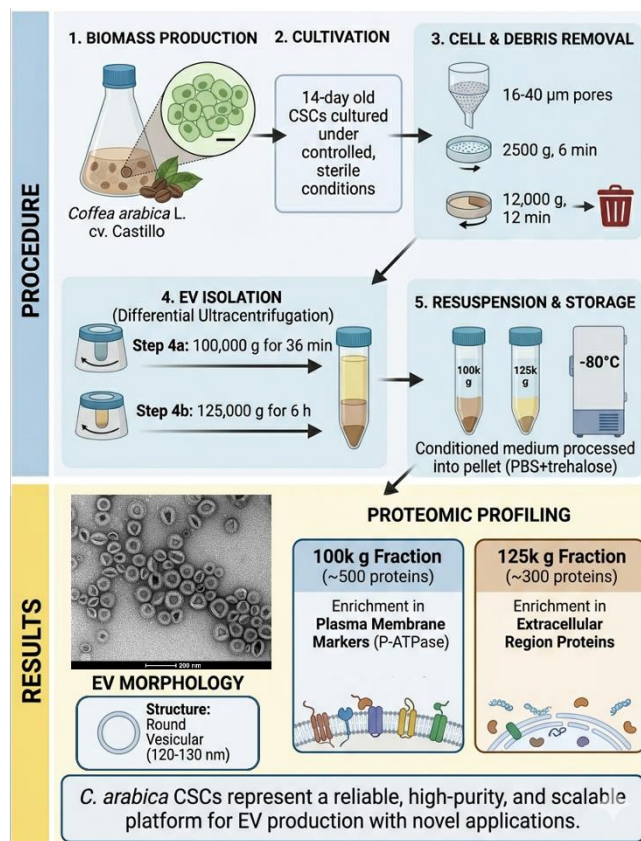 PROCEDURE
1. BIOMASS PRODUCTION
Coffea arabica L.
cv. Castillo
2. CULTIVATION
14-day old
CSCs cultured
under
controlled,
sterile
conditions
3. CELL & DEBRIS REMOVAL
16-40 µm pores
2500 g, 6 min
12,000 g,
12 min
4. EV ISOLATION
(Differential Ultracentrifugation)
Step 4a: 100,000 g for 36 min
Step 4b: 125,000 g for 6 h
5. RESUSPENSION & STORAGE
100k
g
125k
g
-80°C
Conditioned medium processed
into pellet (PBS+trehalose)
RESULTS
200 nm
EV MORPHOLOGY
Structure:
Round
Vesicular
(120-130 nm)
PROTEOMIC PROFILING
100k g Fraction
(~500 proteins)
Enrichment in
Plasma Membrane
Markers (P-ATPase)
125k g Fraction
(~300 proteins)
Enrichment in
Extracellular
Region Proteins
C. arabica CSCs represent a reliable, high-purity, and scalable
platform for EV production with novel applications.